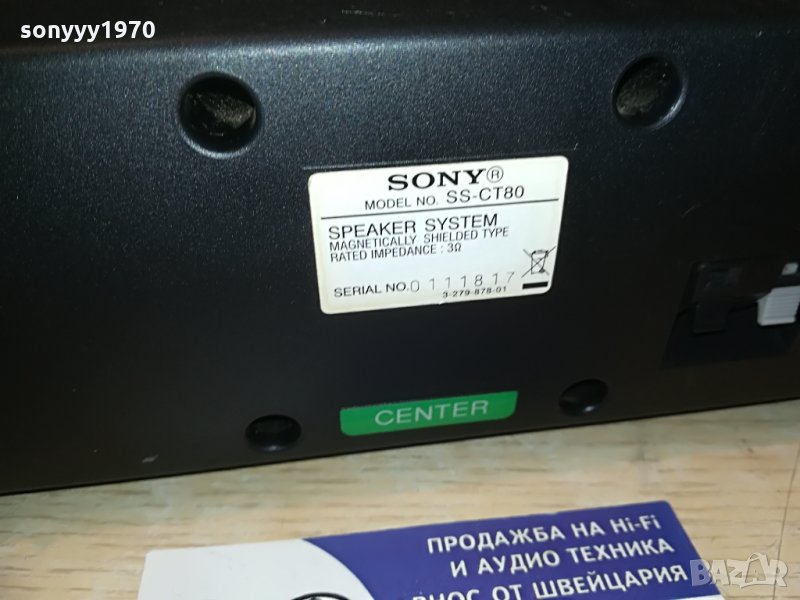 sonyyy1970
SONY®
MODEL NO. SS-CT80
SPEAKER SYSTEM
MAGNETICALLY SHIELDED TYPE
RATED IMPEDANCE : 3Ω
SERIAL NO. 0111817
3-279-878-01
CENTER
ПРОДАЖБА НА Hi-Fi
И АУДИО ТЕХНИКА
ВНОС ОТ ШВЕЙЦАРИЯ
BAZAR